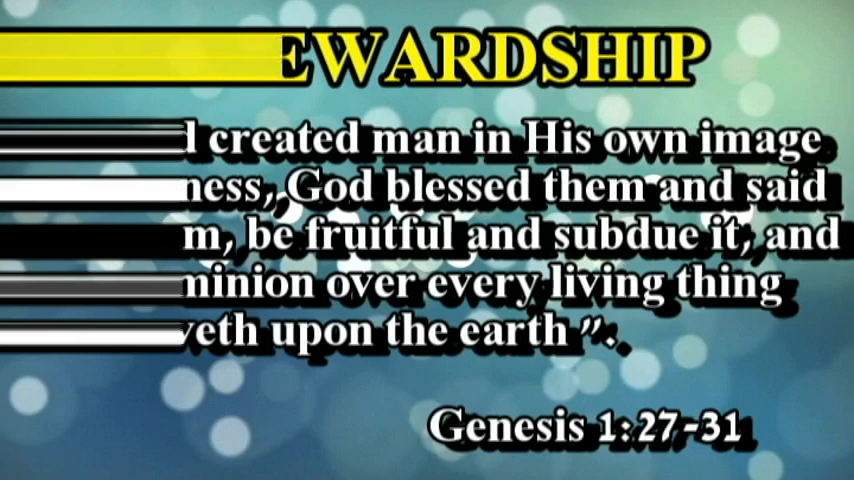 EWARDSHIP
d created man in His own image
ness, God blessed them and said
m, be fruitful and subdue it, and
minion over every living thing
veth upon the earth ”.
Genesis 1:27-31